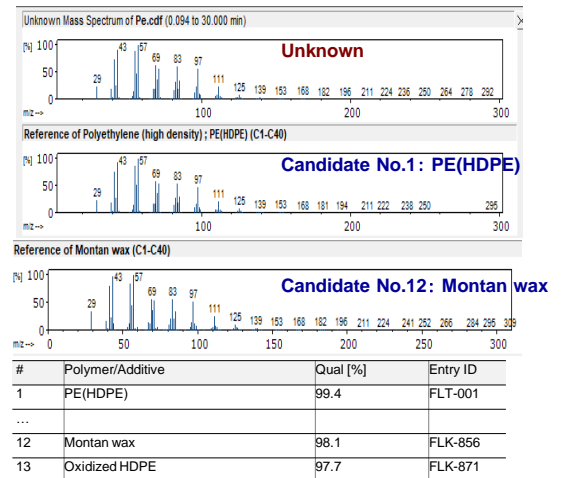 Unknown Mass Spectrum of Pe.cdf (0.094 to 30.000 min)
Unknown
[%] 100
50
0
29 43 57 69 83 97 111 125 139 153 168 182 196 211 224 236 250 264 278 292
m/z--> 100 200 300
Reference of Polyethylene (high density) ; PE(HDPE) (C1-C40)
Candidate No.1: PE(HDPE)
[%] 100
50
0
29 43 57 69 83 97 111 125 139 153 168 181 194 211 222 238 250 295
m/z--> 100 200 300
Reference of Montan wax (C1-C40)
Candidate No.12: Montan wax
[%] 100
50
0
29 43 57 69 83 97 111 125 139 153 168 182 196 211 224 241 252 266 284 295 309
m/z--> 0 50 100 150 200 250 300
# Polymer/Additive Qual [%] Entry ID
1 PE(HDPE) 99.4 FLT-001
…
12 Montan wax 98.1 FLK-856
13 Oxidized HDPE 97.7 FLK-871